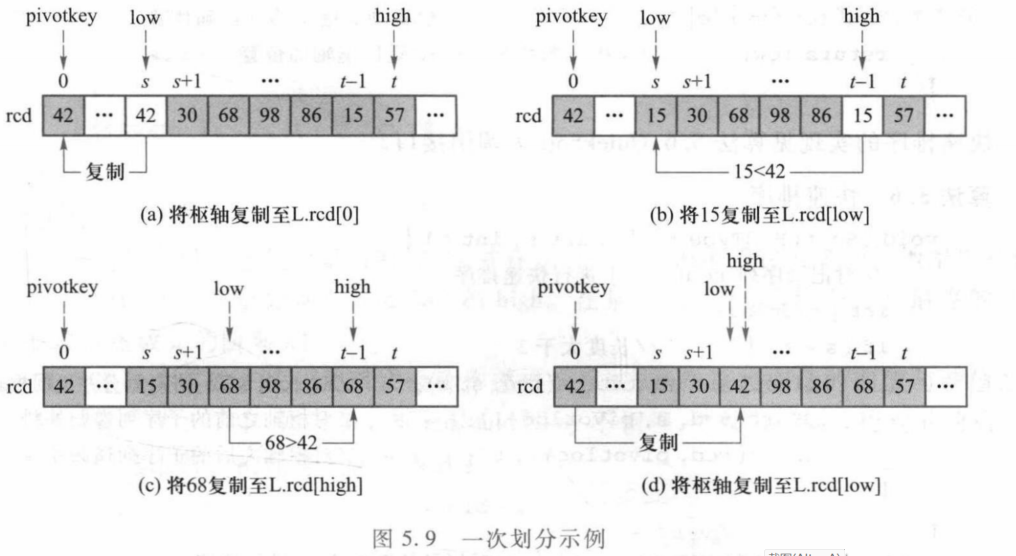 pivotkey low high
0 s s+1 ··· t−1 t
rcd 42 ··· 42 30 68 98 86 15 57 ···
复制
(a) 将枢轴复制至L.rcd[0]
pivotkey low high
0 s s+1 ··· t−1 t
rcd 42 ··· 15 30 68 98 86 15 57 ···
15<42
(b) 将15复制至L.rcd[low]
pivotkey low high
0 s s+1 ··· t−1 t
rcd 42 ··· 15 30 68 98 86 68 57 ···
68>42
(c) 将68复制至L.rcd[high]
high
pivotkey low
0 s s+1 ··· t−1 t
rcd 42 ··· 15 30 42 98 86 68 57 ···
复制
(d) 将枢轴复制至L.rcd[low]
图 5.9 一次划分示例